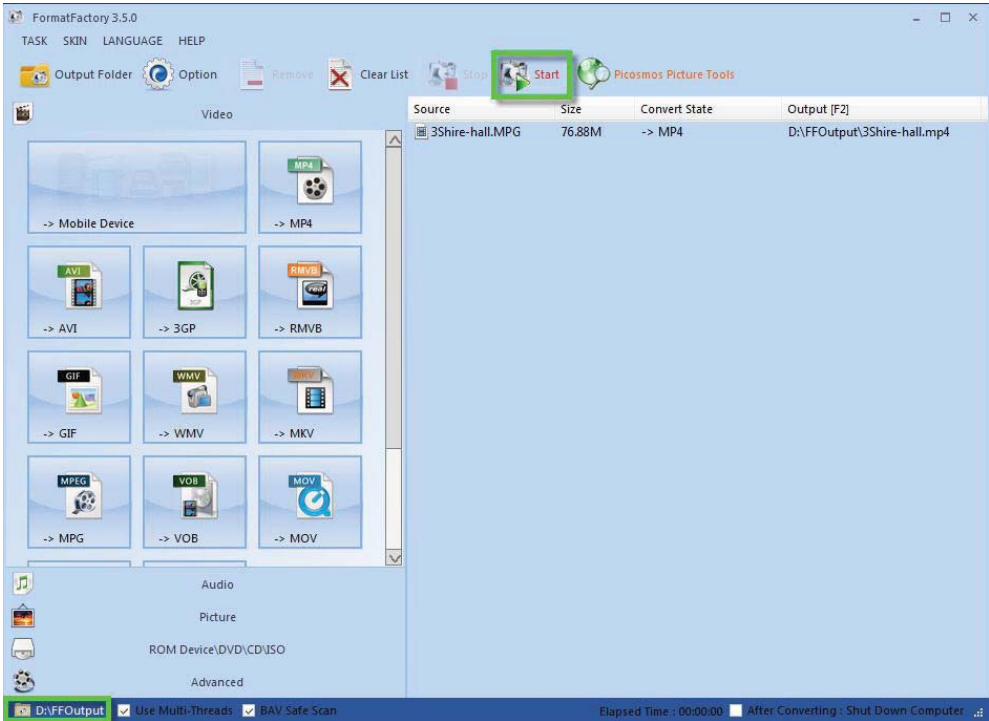 FormatFactory 3.5.0
TASK SKIN LANGUAGE HELP
Output Folder Option Remove Clear List Stop Start Picosmos Picture Tools
Video
Source Size Convert State Output [F2]
3Shire-hall.MPG 76.88M -> MP4 D:\FFOutput\3Shire-hall.mp4
MP4
-> Mobile Device -> MP4
AVI 3GP RMVB real
-> AVI -> 3GP -> RMVB
GIF WMV MKV
-> GIF -> WMV -> MKV
MPEG VOB MOV
-> MPG -> VOB -> MOV
Audio
Picture
ROM Device\DVD\CD\ISO
Advanced
D:\FFOutput Use Multi-Threads BAV Safe Scan Elapsed Time : 00:00:00 After Converting : Shut Down Computer